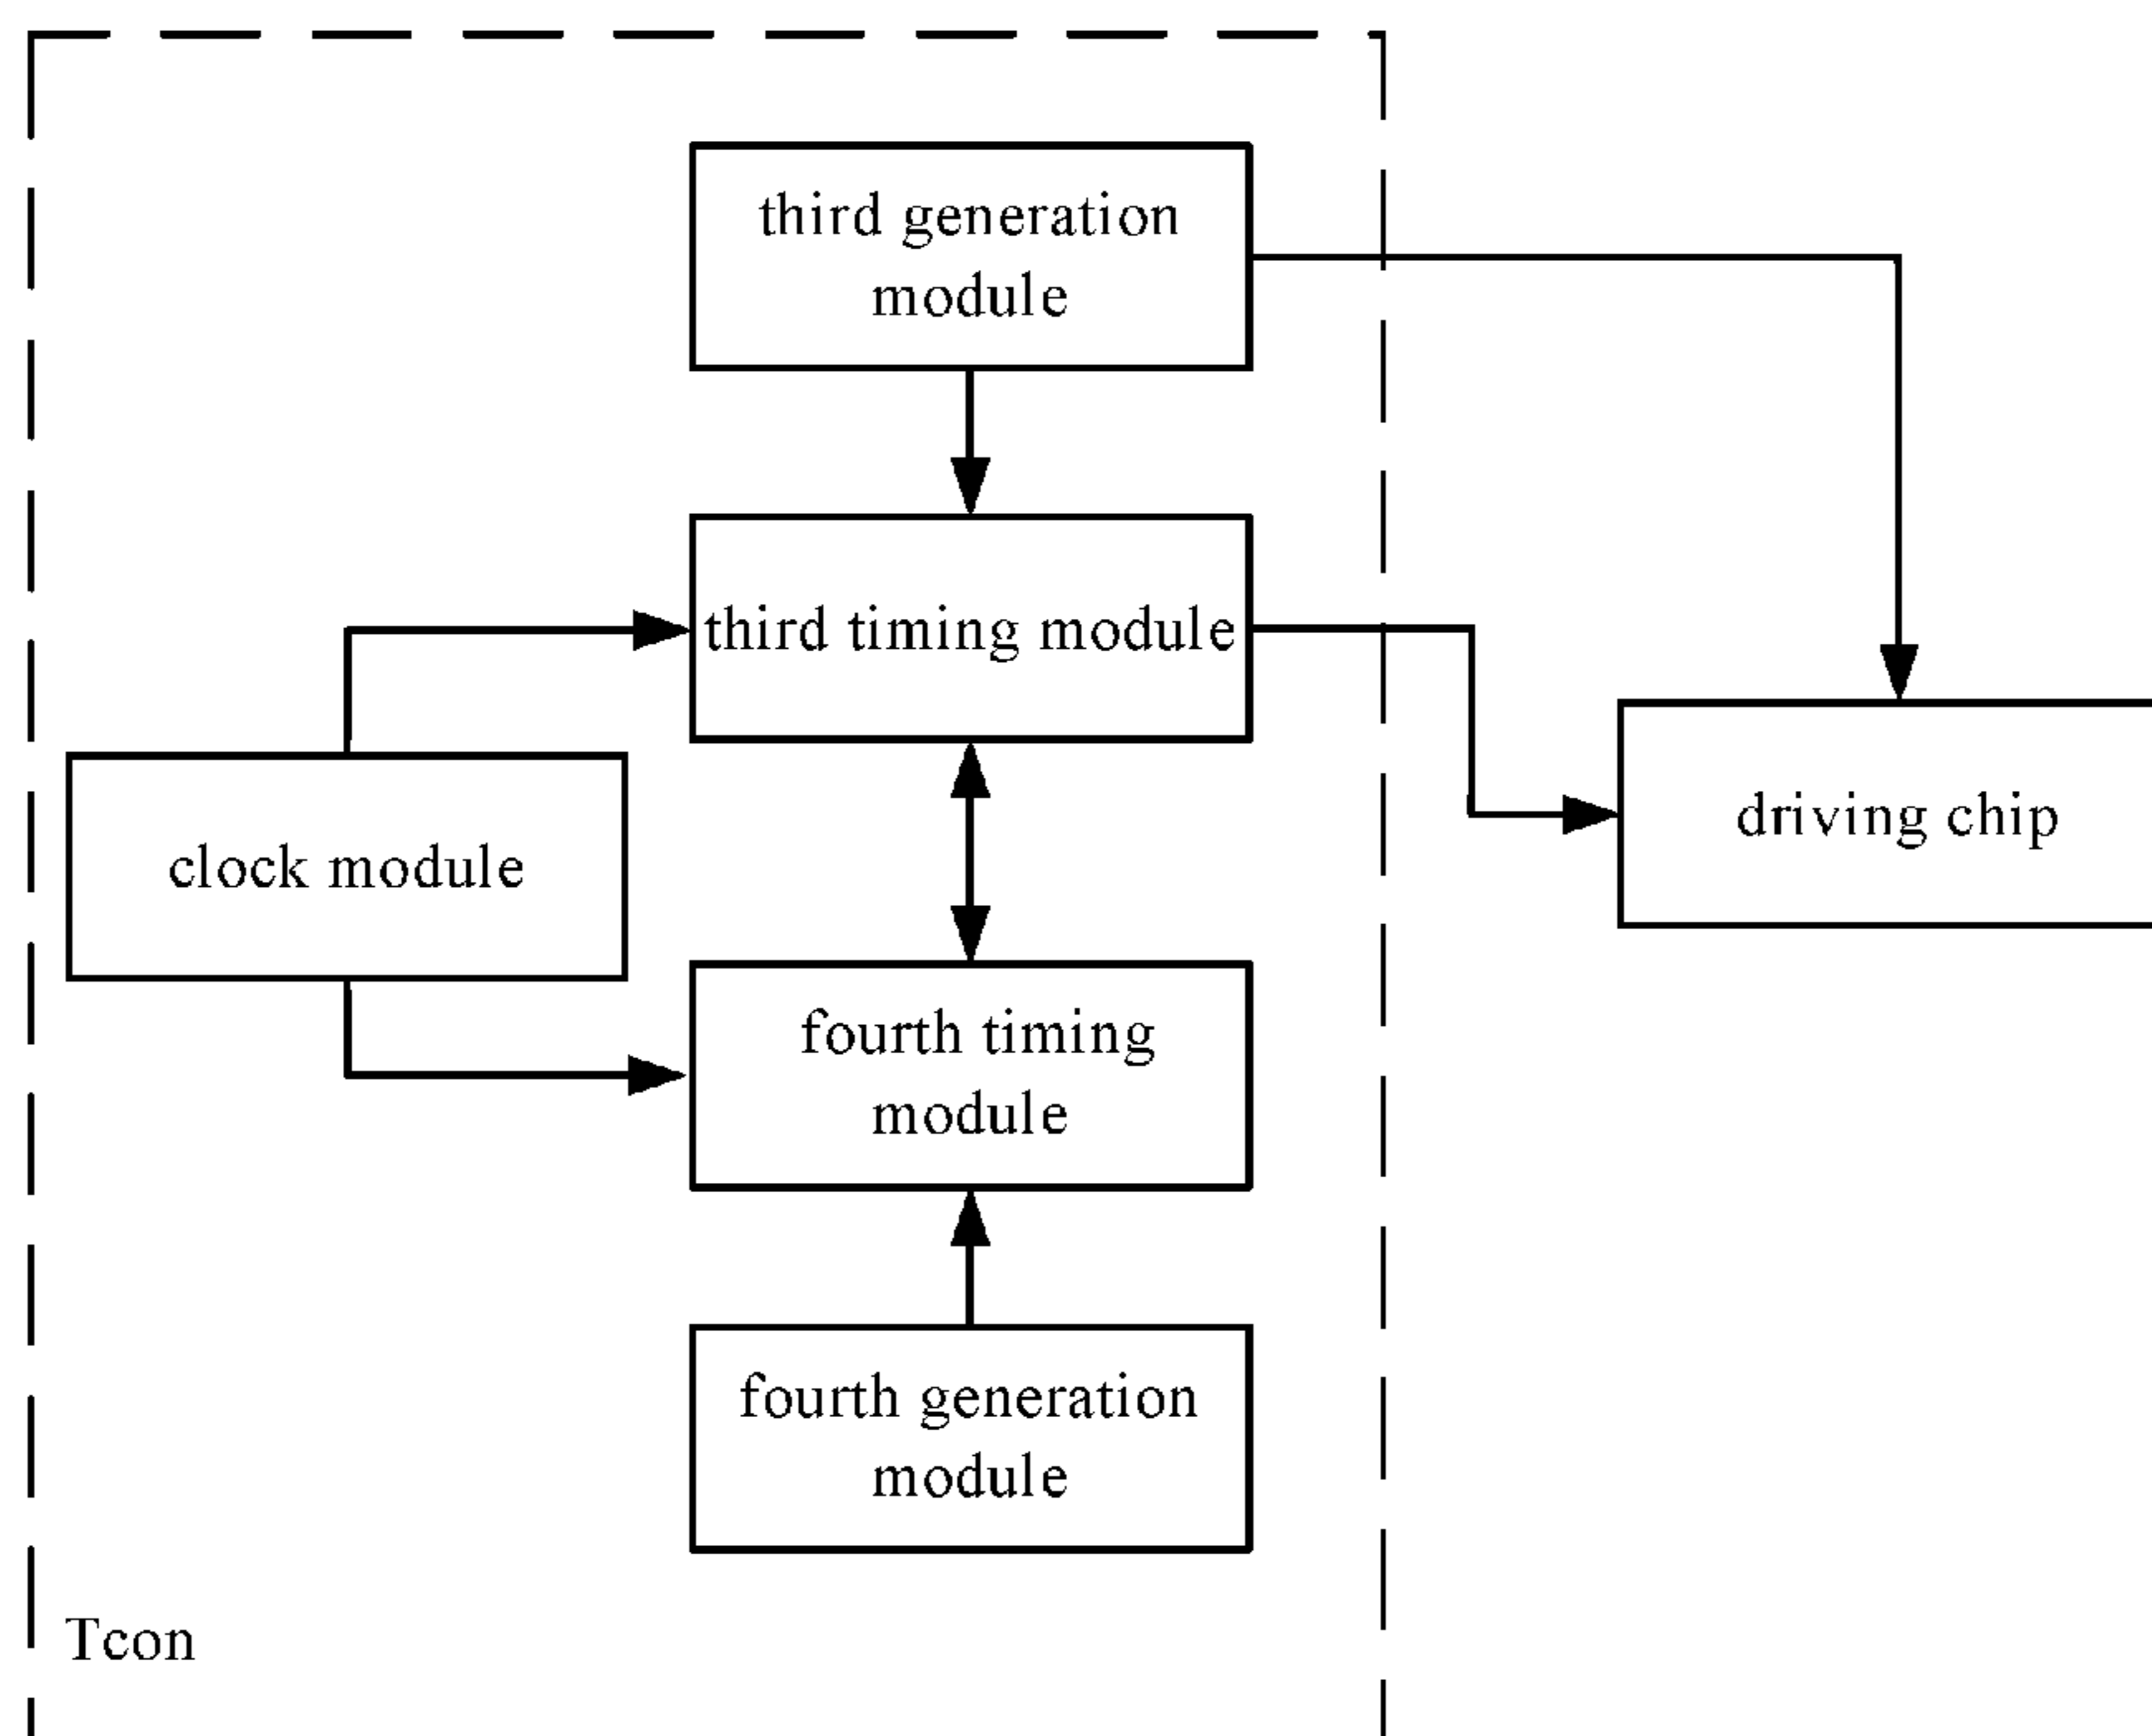 third generation
module
third timing module
clock module
driving chip
fourth timing
module
fourth generation
module
Tcon